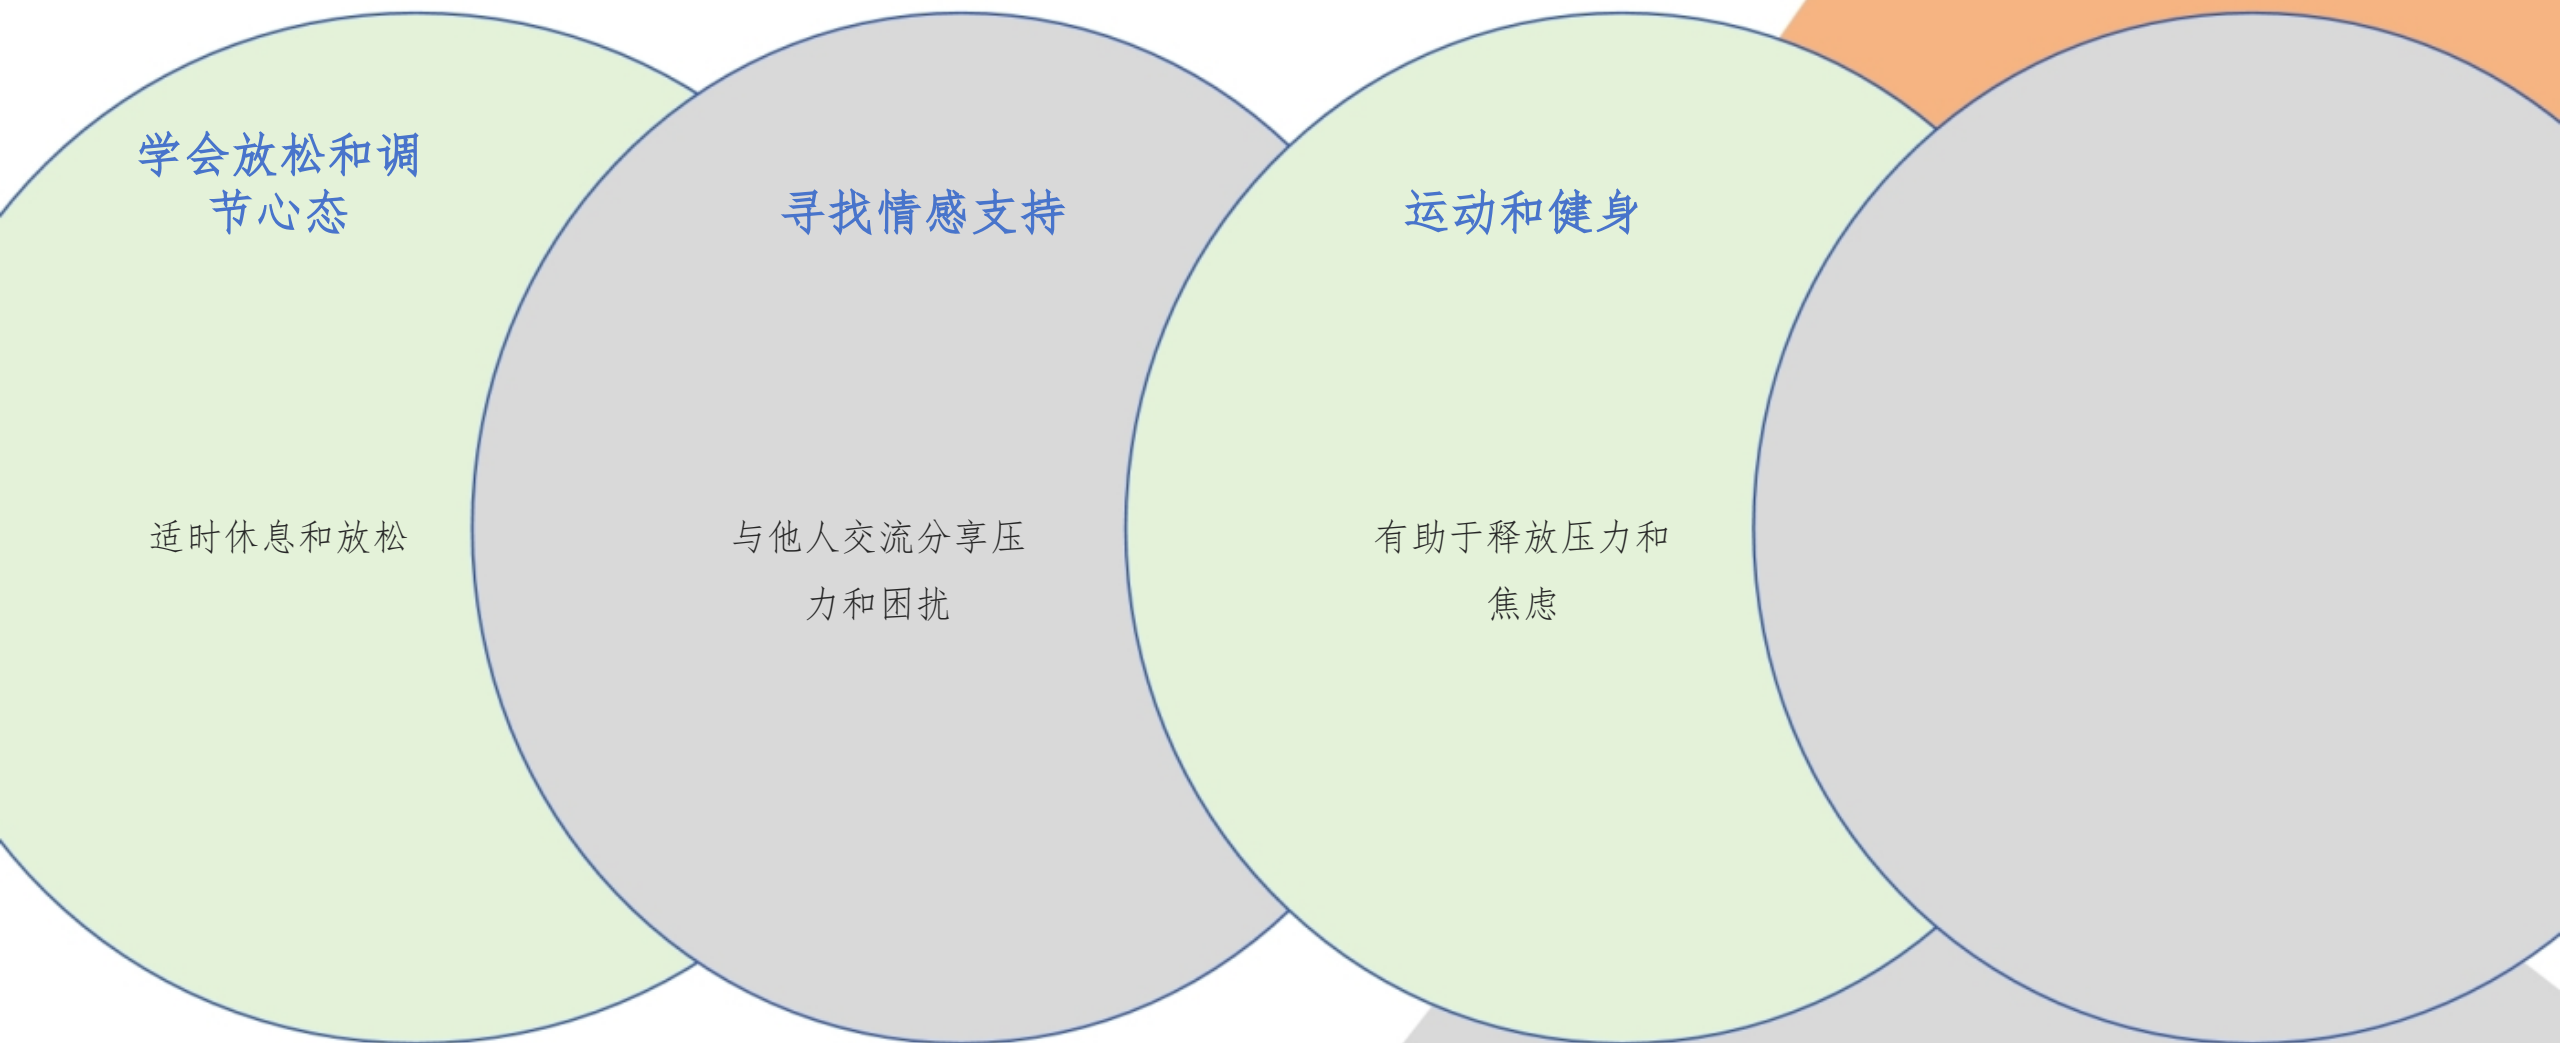 学会放松和调
节心态
适时休息和放松
寻找情感支持
与他人交流分享压
力和困扰
运动和健身
有助于释放压力和
焦虑